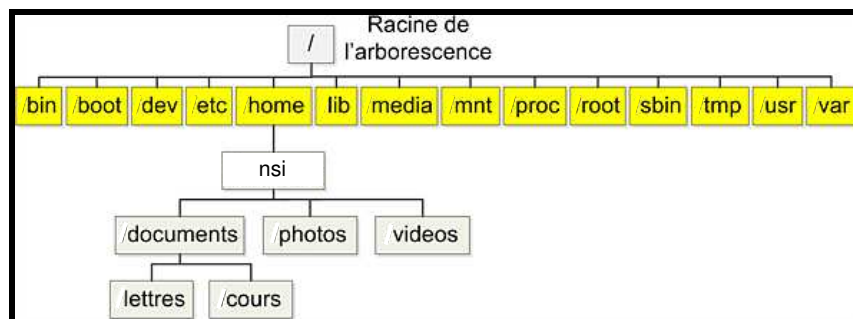 Racine de
l'arborescence
/
/bin /boot /dev /etc /home lib /media /mnt /proc /root /sbin /tmp /usr /var
nsi
/documents /photos /videos
/lettres /cours